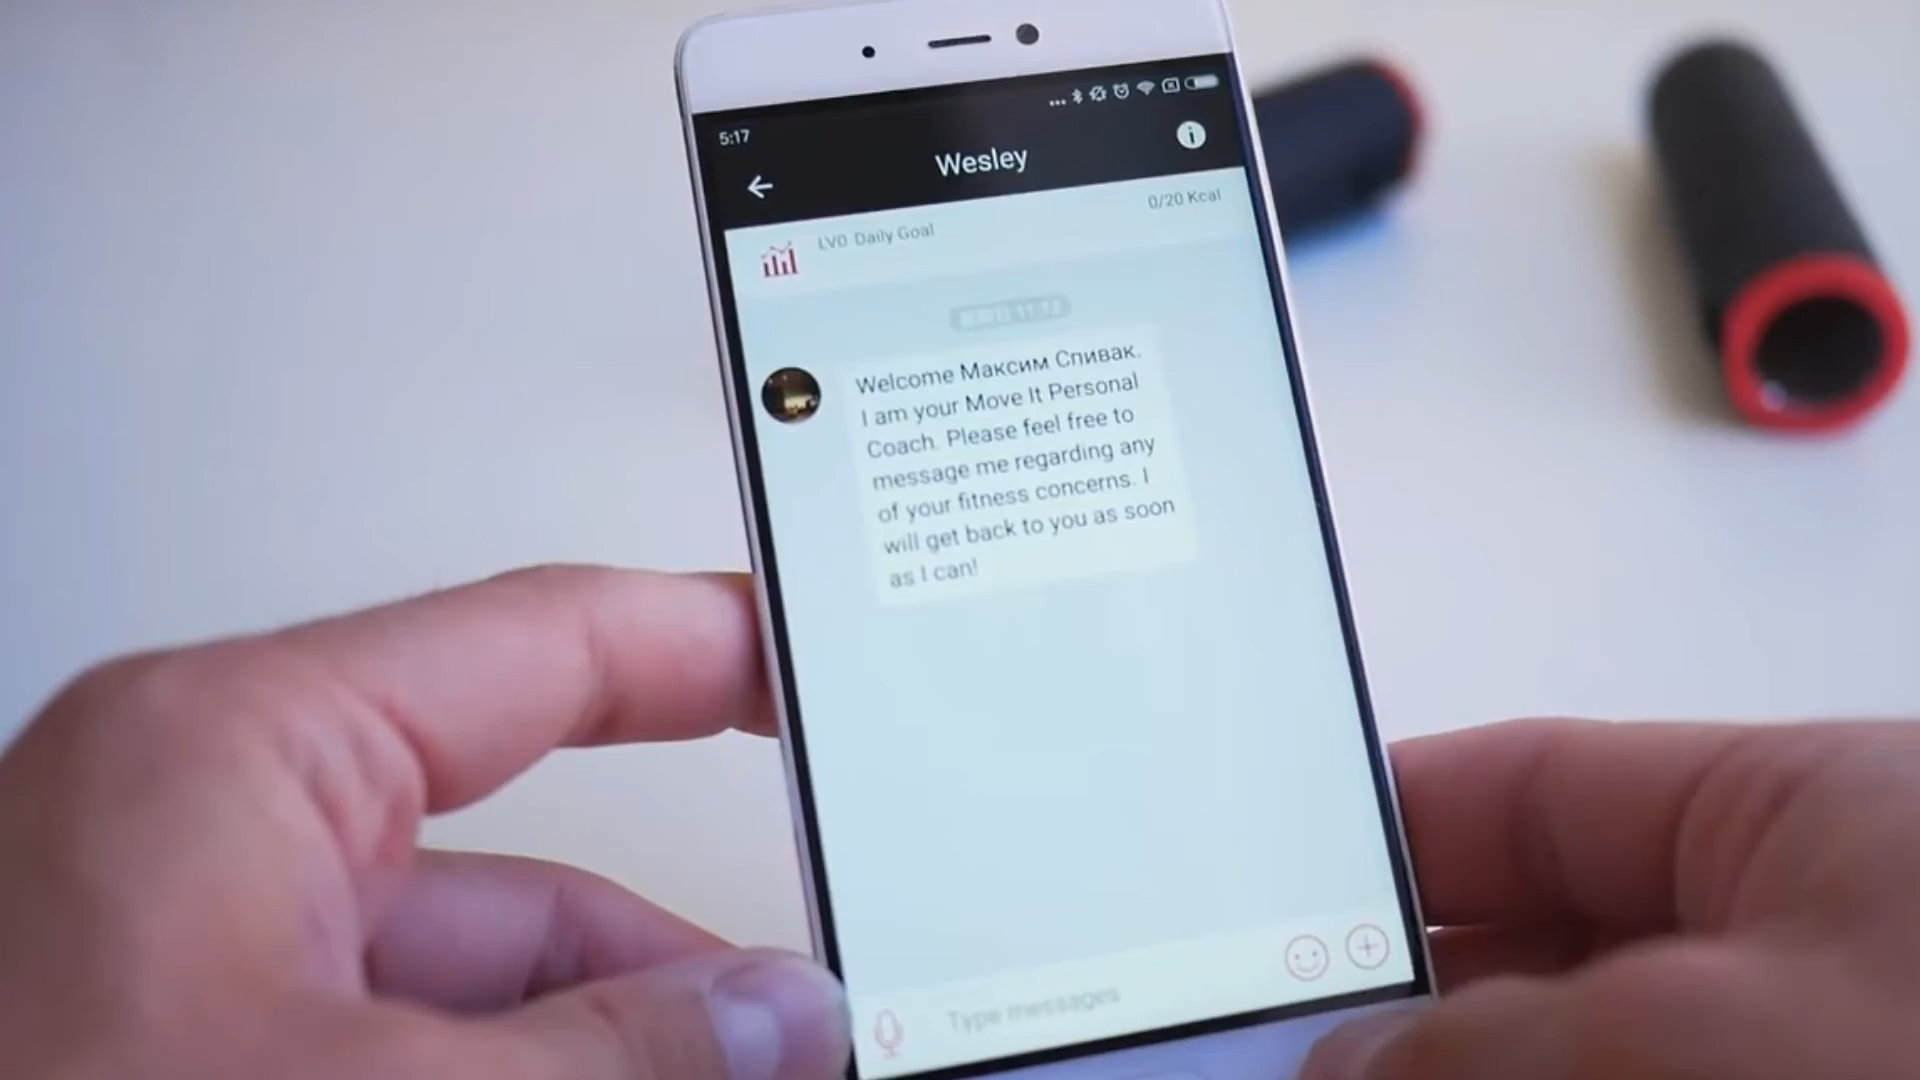 5:17
Wesley
LV0 Daily Goal
0/20 Kcal
Welcome Максим Спивак.
I am your Move It Personal
Coach. Please feel free to
message me regarding any
of your fitness concerns. I
will get back to you as soon
as I can!
Type messages